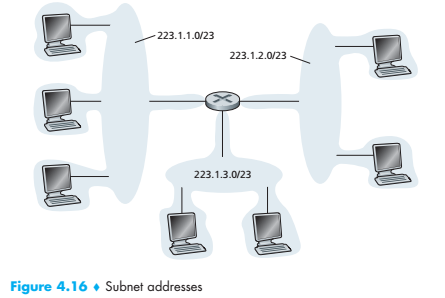 223.1.1.0/23
223.1.2.0/23
223.1.3.0/23
Figure 4.16 ♦ Subnet addresses